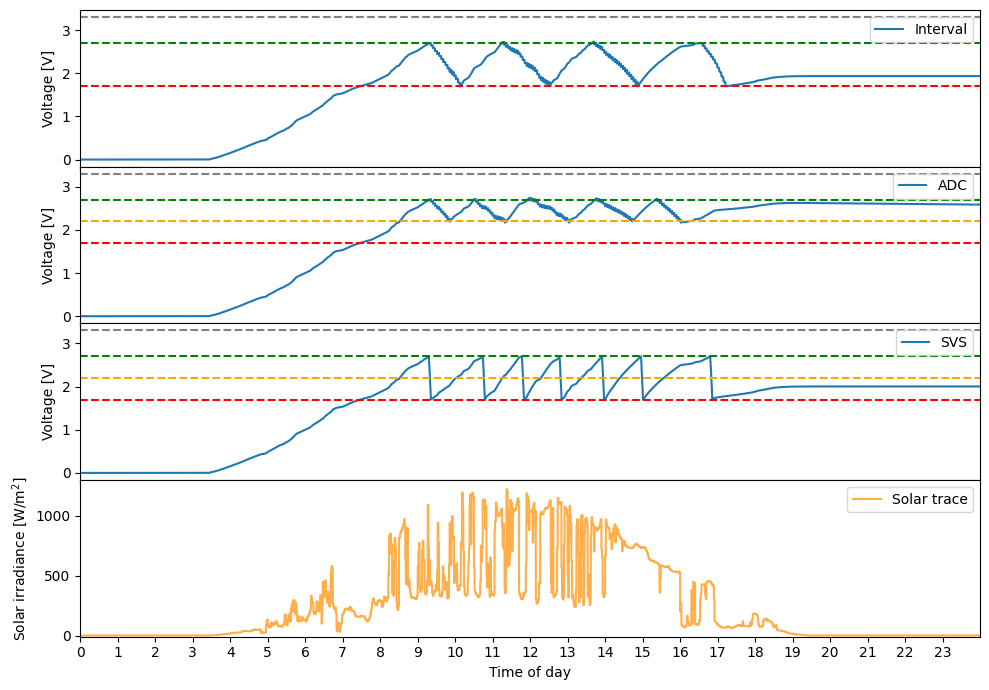 3
2
1
0
Voltage [V]
Interval
3
2
1
0
Voltage [V]
ADC
3
2
1
0
Voltage [V]
SVS
1000
500
0
Solar irradiance [W/m²]
Solar trace
0 1 2 3 4 5 6 7 8 9 10 11 12 13 14 15 16 17 18 19 20 21 22 23
Time of day